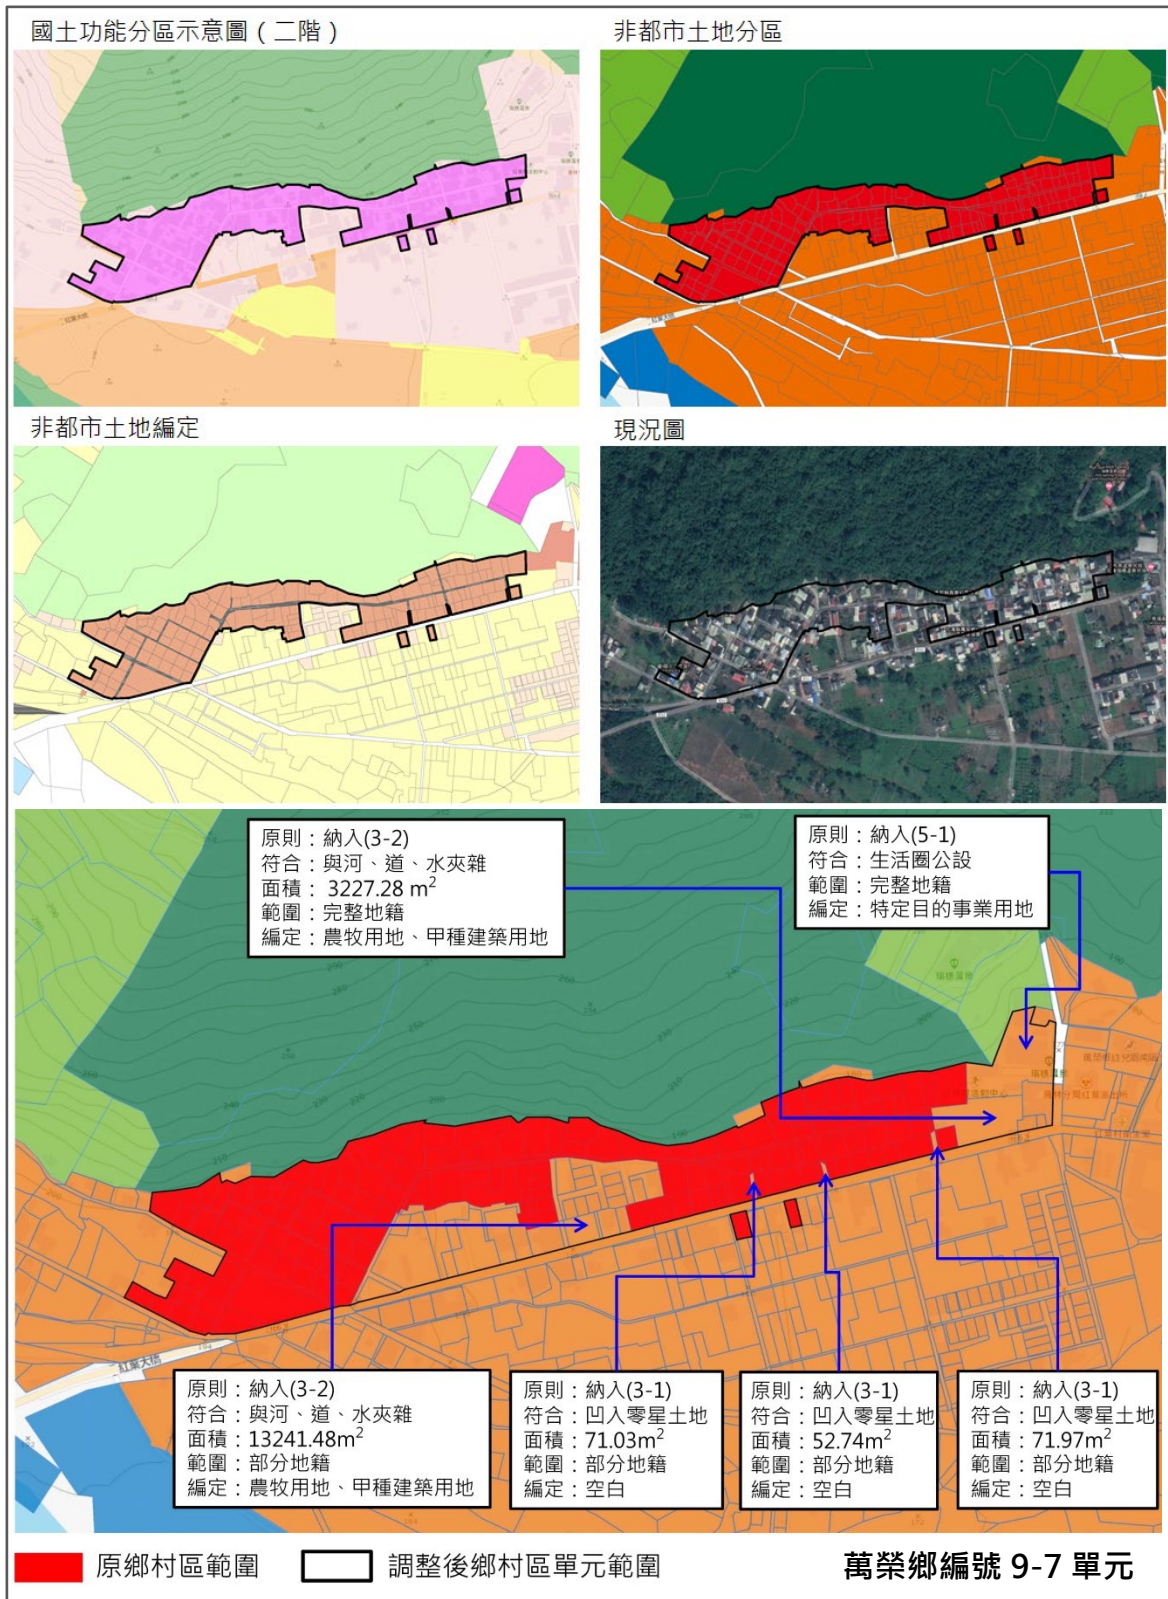 國土功能分區示意圖（二階）
非都市土地分區
非都市土地編定
現況圖
原則：納入(3-2)
符合：與河、道、水夾雜
面積： 3227.28 m²
範圍：完整地籍
編定：農牧用地、甲種建築用地
原則：納入(5-1)
符合：生活圈公設
範圍：完整地籍
編定：特定目的事業用地
紅葉大橋
原則：納入(3-2)
符合：與河、道、水夾雜
面積：13241.48m²
範圍：部分地籍
編定：農牧用地、甲種建築用地
原則：納入(3-1)
符合：凹入零星土地
面積：71.03m²
範圍：部分地籍
編定：空白
原則：納入(3-1)
符合：凹入零星土地
面積：52.74m²
範圍：部分地籍
編定：空白
原則：納入(3-1)
符合：凹入零星土地
面積：71.97m²
範圍：部分地籍
編定：空白
原鄉村區範圍
調整後鄉村區單元範圍
萬榮鄉編號 9-7 單元